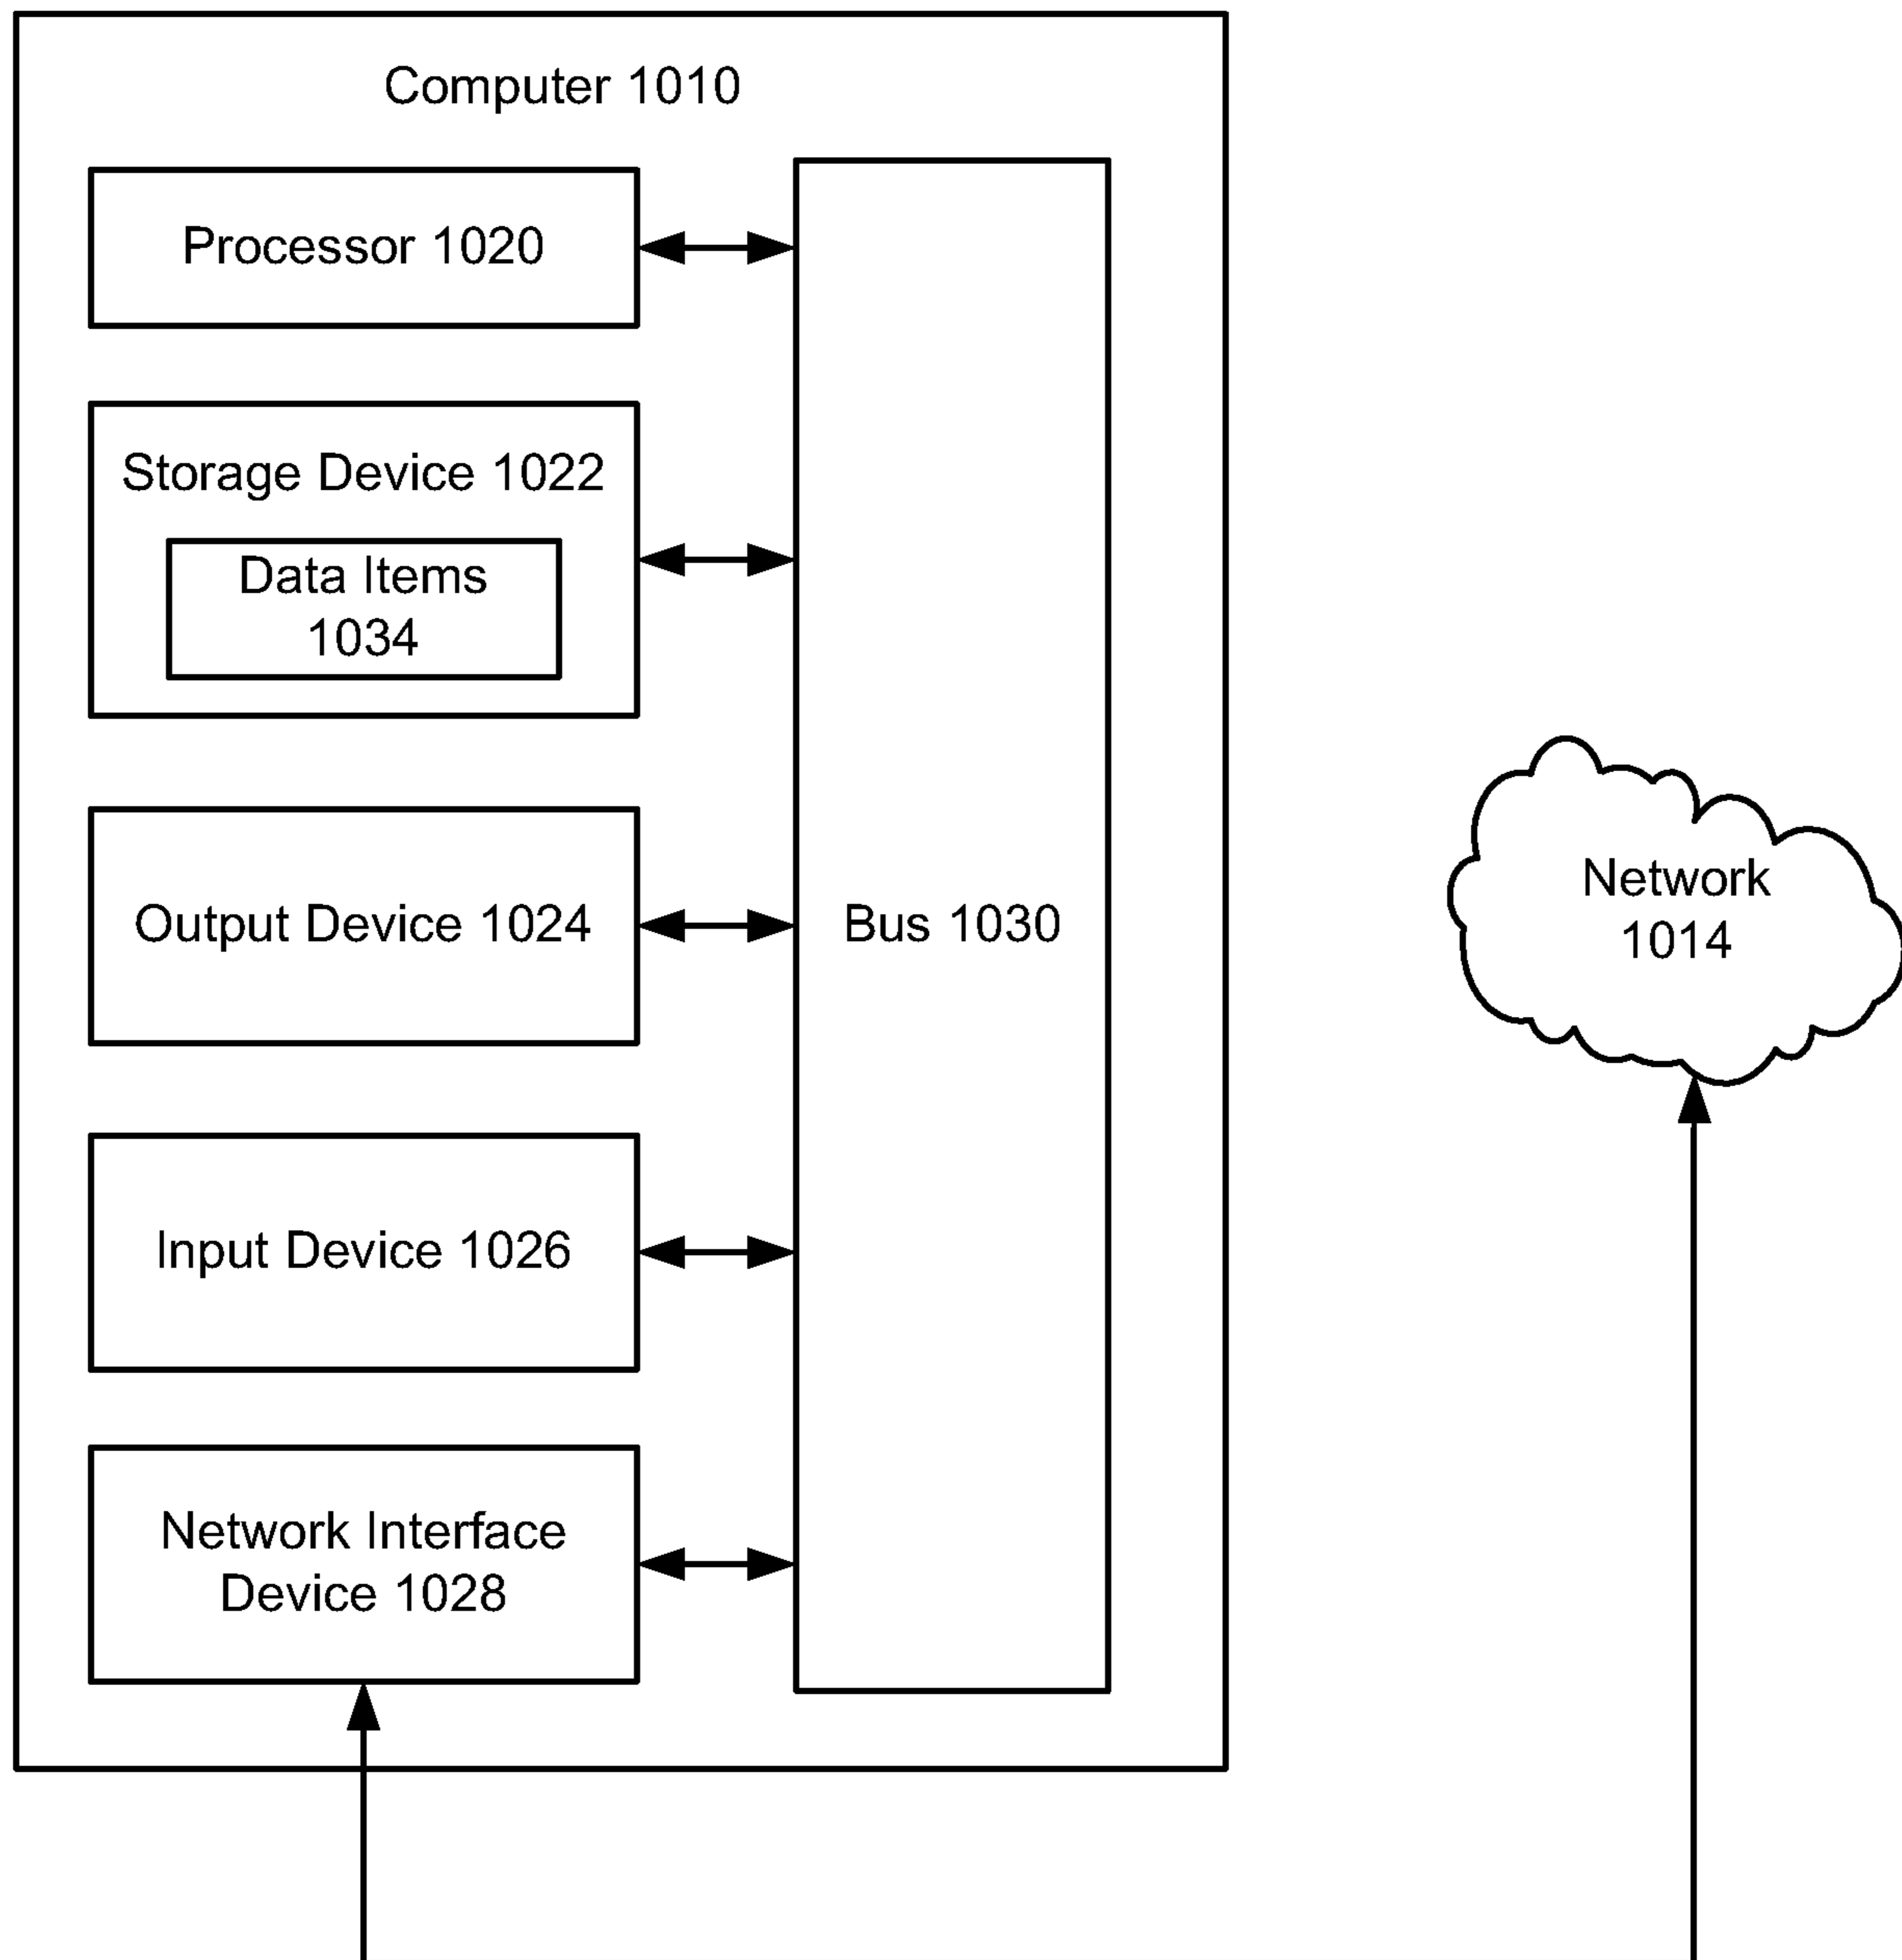 Computer 1010
Processor 1020
Storage Device 1022
Data Items
1034
Output Device 1024
Input Device 1026
Network Interface
Device 1028
Bus 1030
Network
1014